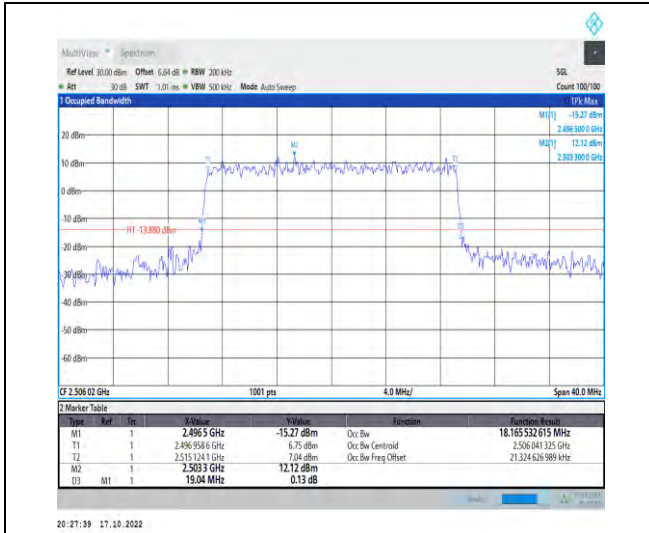 MultiView Spectrum
Ref Level 30.00 dBm Offset 6.64 dB RBW 200 kHz SGL
Att 30 dB SWT 1.01 ms VBW 500 kHz Mode Auto Sweep Count 100/100
1 Occupied Bandwidth 1Pk Max
M1[1] -15.27 dBm
2.496 500 0 GHz
M2[1] 12.12 dBm
2.503 300 0 GHz
20 dBm
M2
T1 T2
10 dBm
0 dBm
-10 dBm
M1
H1 -13.880 dBm
-20 dBm
-30 dBm
-40 dBm
-50 dBm
-60 dBm
CF 2.506 02 GHz 1001 pts 4.0 MHz/ Span 40.0 MHz
2 Marker Table
Type Ref Trc X-Value Y-Value Function Function Result
M1 1 2.496 5 GHz -15.27 dBm Occ Bw 18.165 532 615 MHz
T1 1 2.496 958 6 GHz 6.75 dBm Occ Bw Centroid 2.506 041 325 GHz
T2 1 2.515 124 1 GHz 7.04 dBm Occ Bw Freq Offset 21.324 626 989 kHz
M2 1 2.503 3 GHz 12.12 dBm
D3 M1 1 19.04 MHz 0.13 dB
20:27:39 17.10.2022